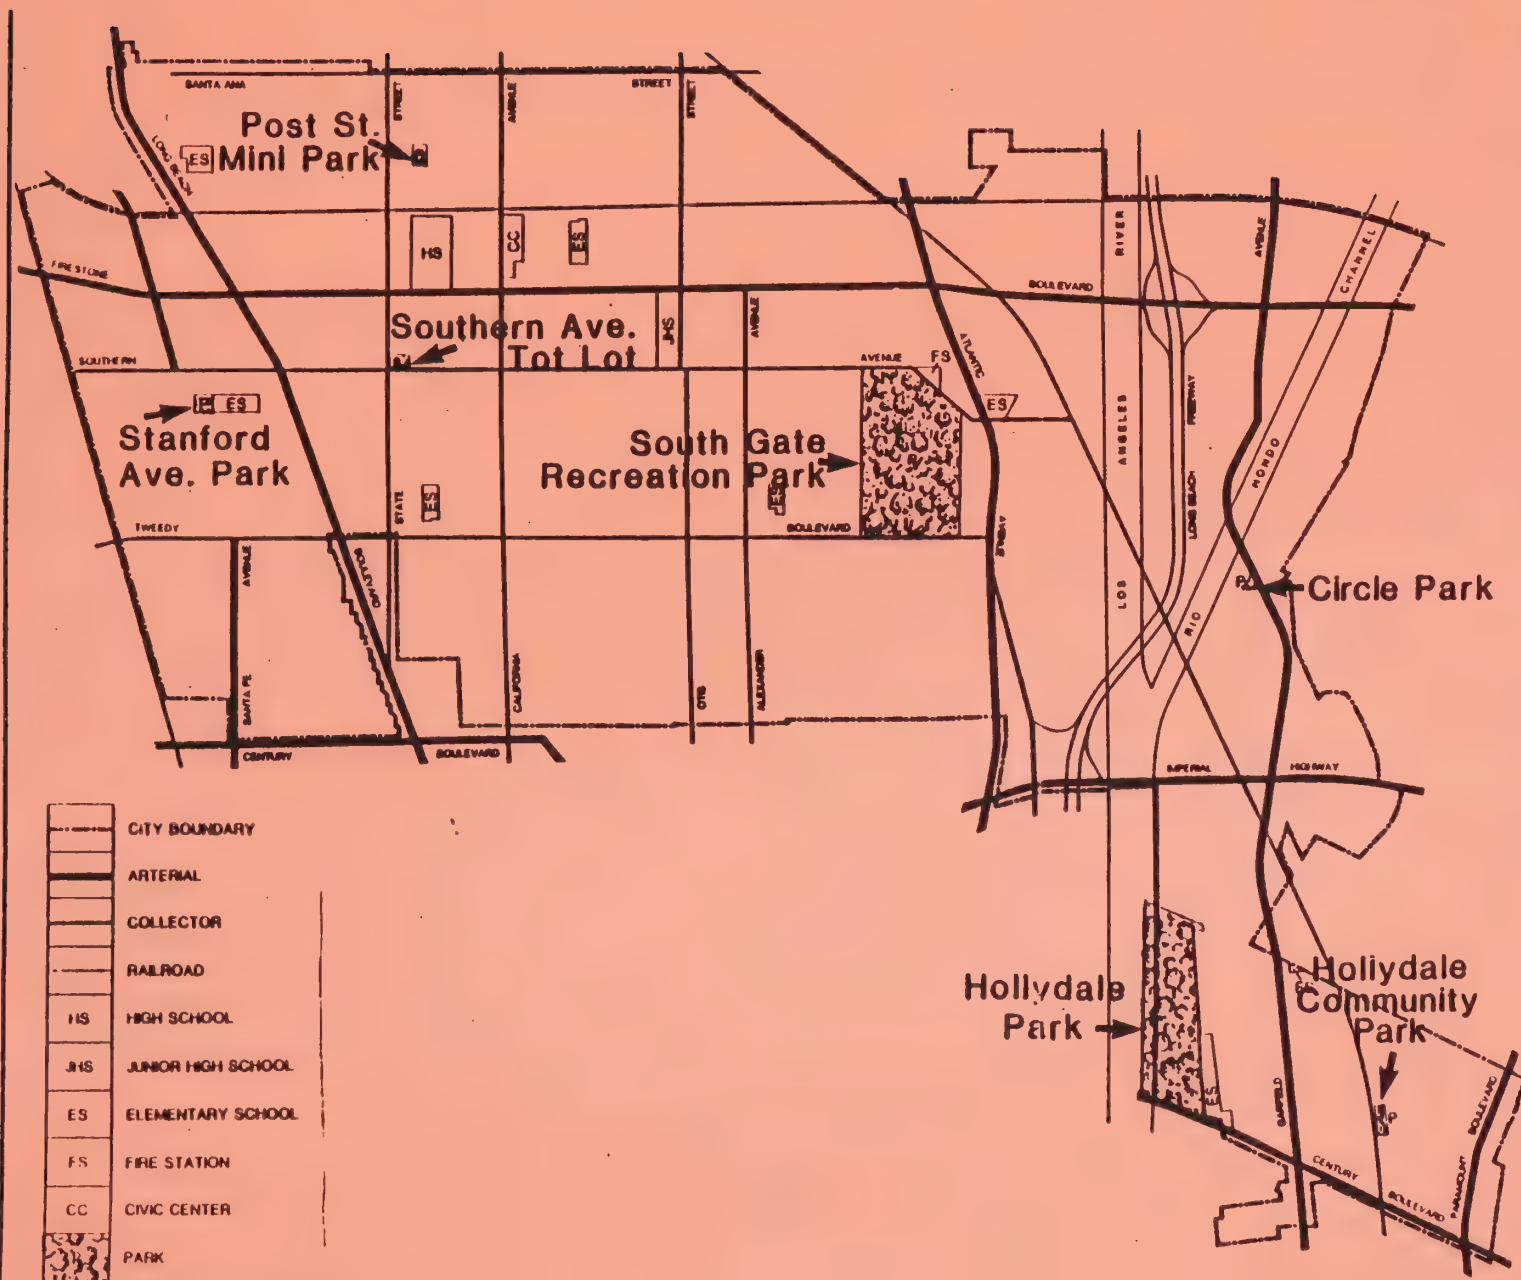 SANTA ANA
STREET
STREET
AVENUE
STREET
Post St.
Mini Park
P
ES
LONG BEACH
HS
CC
ES
FIRESTONE
BOULEVARD
RIVER
AVENUE
CHANNEL
Southern Ave.
Tot Lot
JHS
AVENUE
SOUTHERN
AVENUE
FS
ATLANTIC
ES
P
ES
Stanford
Ave. Park
South Gate
Recreation Park
ANGELES
FREEWAY
LONG BEACH
HONDO
STATE
ES
ES
TWEEDY
BOULEVARD
AVENUE
AVENUE
BOULEVARD
LOS
RIO
P
Circle Park
SANTA FE
CALIFORNIA
OTIS
ALEXANDER
CENTURY
BOULEVARD
IMPERIAL
HIGHWAY
CITY BOUNDARY
ARTERIAL
COLLECTOR
RAILROAD
HS
HIGH SCHOOL
JHS
JUNIOR HIGH SCHOOL
ES
ELEMENTARY SCHOOL
FS
FIRE STATION
CC
CIVIC CENTER
PARK
Hollydale
Park
Hollydale
Community
Park
ES
GARFIELD
P
CENTURY
BOULEVARD
PARAMOUNT
BOULEVARD